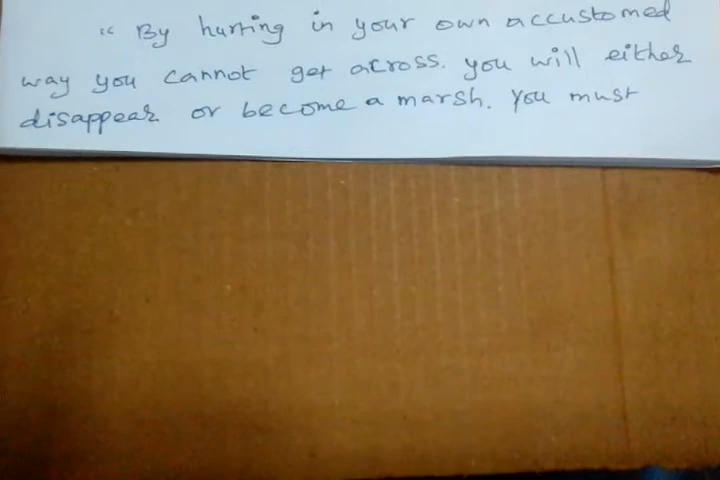 “ By hurting in your own accustomed
way you cannot get across. you will either
disappear or become a marsh. You must